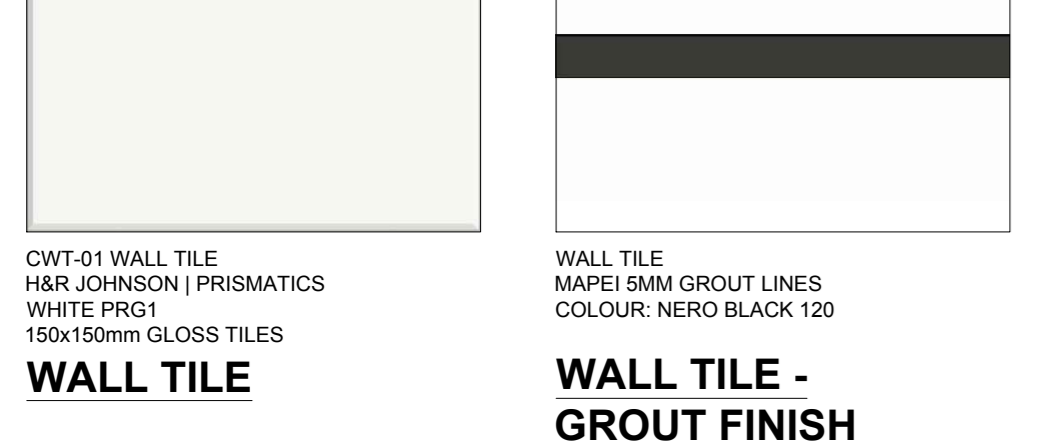 CWT-01 WALL TILE
H&R JOHNSON | PRISMATICS
WHITE PRG1
150x150mm GLOSS TILES
WALL TILE
WALL TILE
MAPEI 5MM GROUT LINES
COLOUR: NERO BLACK 120
WALL TILE -
GROUT FINISH